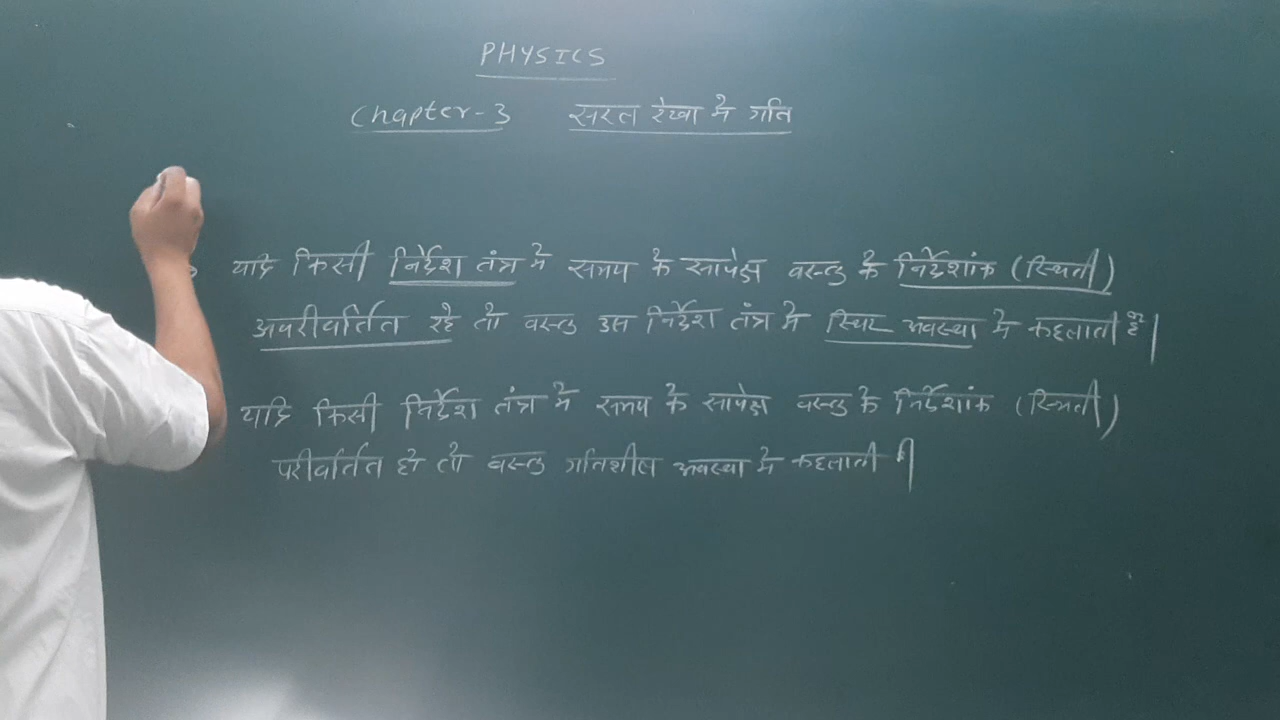 PHYSICS
Chapter-3 सरल रेखा मे गति
यदि किसी निर्देश तंत्र मे समय के सापेक्ष वस्तु के निर्देशांक (स्थिती)
अपरीवर्तित रहे तो वस्तु उस निर्देश तंत्र मे स्थिर अवस्था मे कहलाती है।
यदि किसी निर्देश तंत्र मे समय के सापेक्ष वस्तु के निर्देशांक (स्थिती)
परीवर्तित हो तो वस्तु गतिशील अवस्था मे कहलाती है।